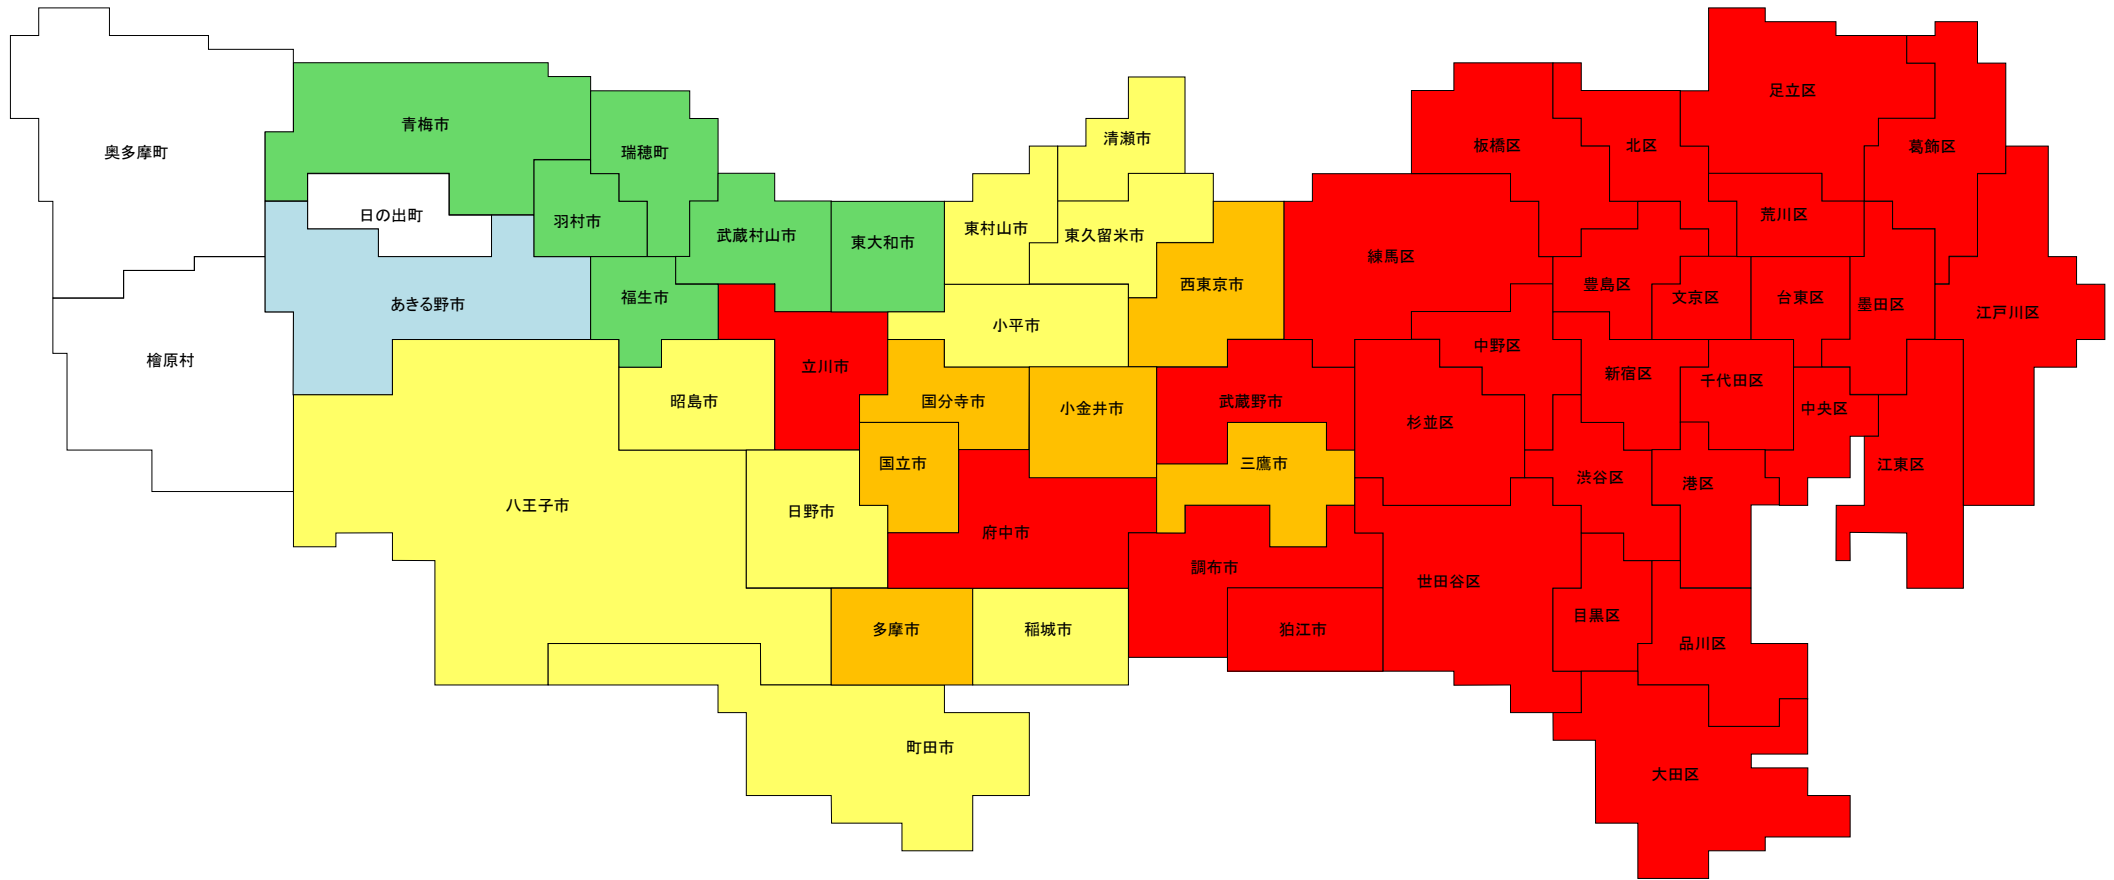 奥多摩町
青梅市
瑞穂町
日の出町
羽村市
武蔵村山市
東大和市
東村山市
清瀬市
東久留米市
あきる野市
福生市
檜原村
立川市
小平市
西東京市
昭島市
国分寺市
小金井市
武蔵野市
三鷹市
国立市
八王子市
日野市
府中市
調布市
狛江市
多摩市
稲城市
町田市
足立区
葛飾区
板橋区
北区
荒川区
練馬区
豊島区
文京区
台東区
墨田区
江戸川区
中野区
新宿区
千代田区
中央区
杉並区
渋谷区
港区
江東区
世田谷区
目黒区
品川区
大田区